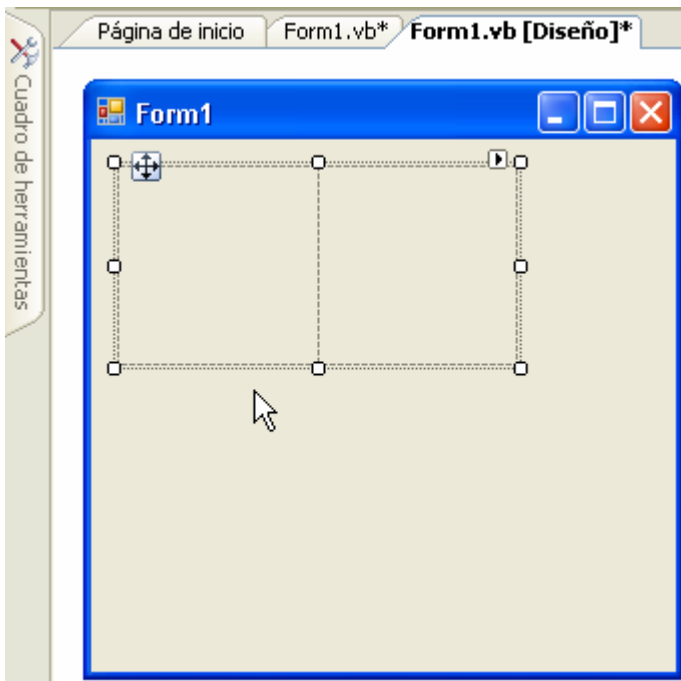 Página de inicio
Form1.vb*
Form1.vb [Diseño]*
Cuadro de herramientas
Form1